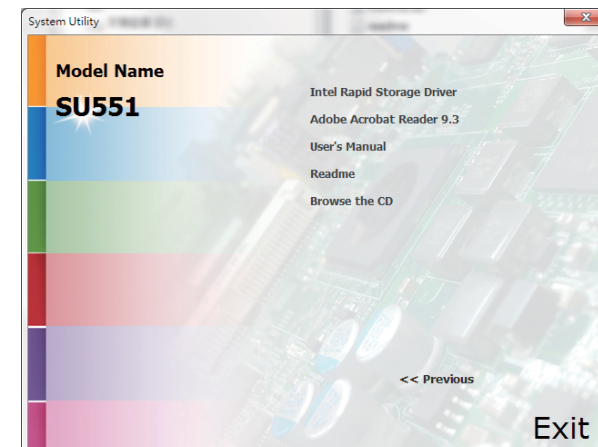 System Utility
Model Name
SU551
Intel Rapid Storage Driver
Adobe Acrobat Reader 9.3
User's Manual
Readme
Browse the CD
<< Previous
Exit